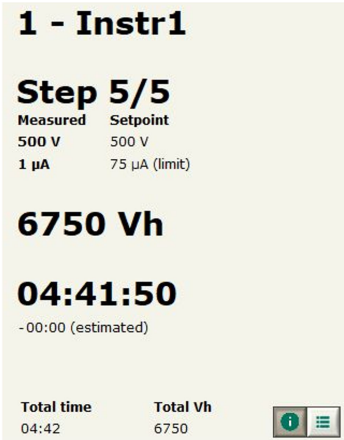 1 - Instr1
Step 5/5
Measured Setpoint
500 V 500 V
1 µA 75 µA (limit)
6750 Vh
04:41:50
-00:00 (estimated)
Total time Total Vh
04:42 6750